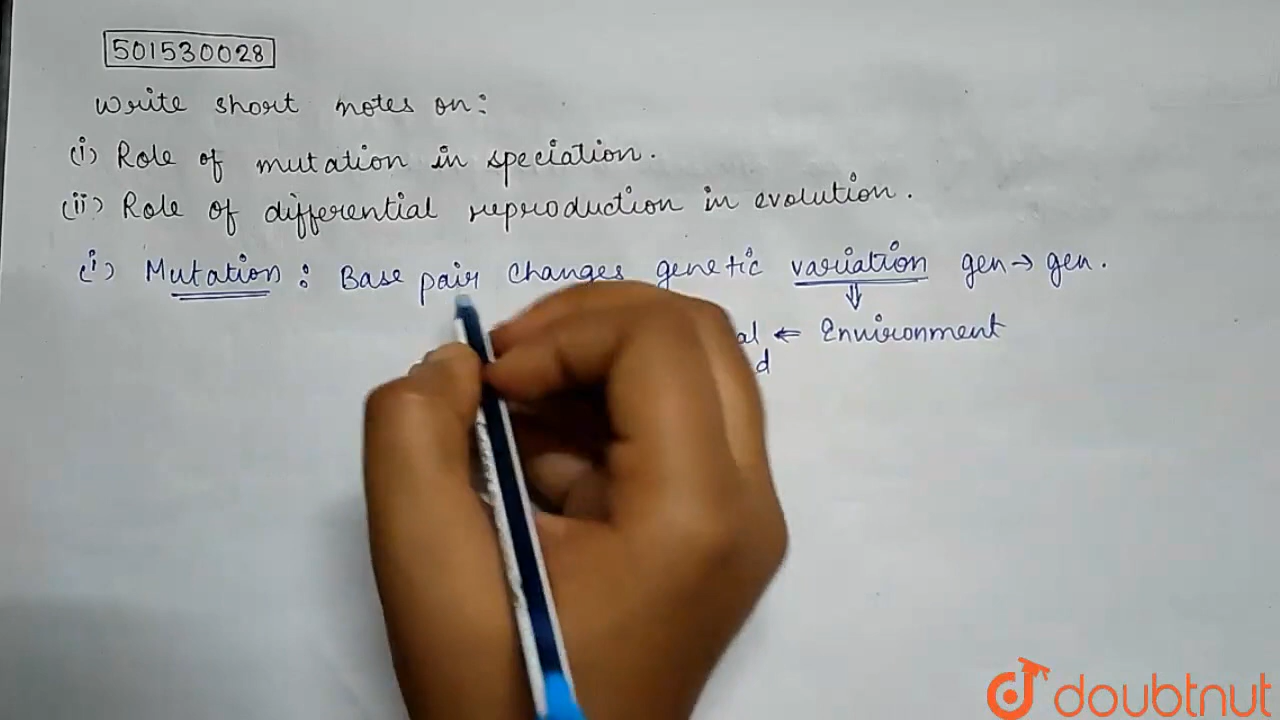 501530028
Write short notes on:
(i) Role of mutation in speciation.
(ii) Role of differential reproduction in evolution.
(i) Mutation : Base pair changes genetic variation gen → gen.
⇓
al ⇐ Environment
d
doubtnut